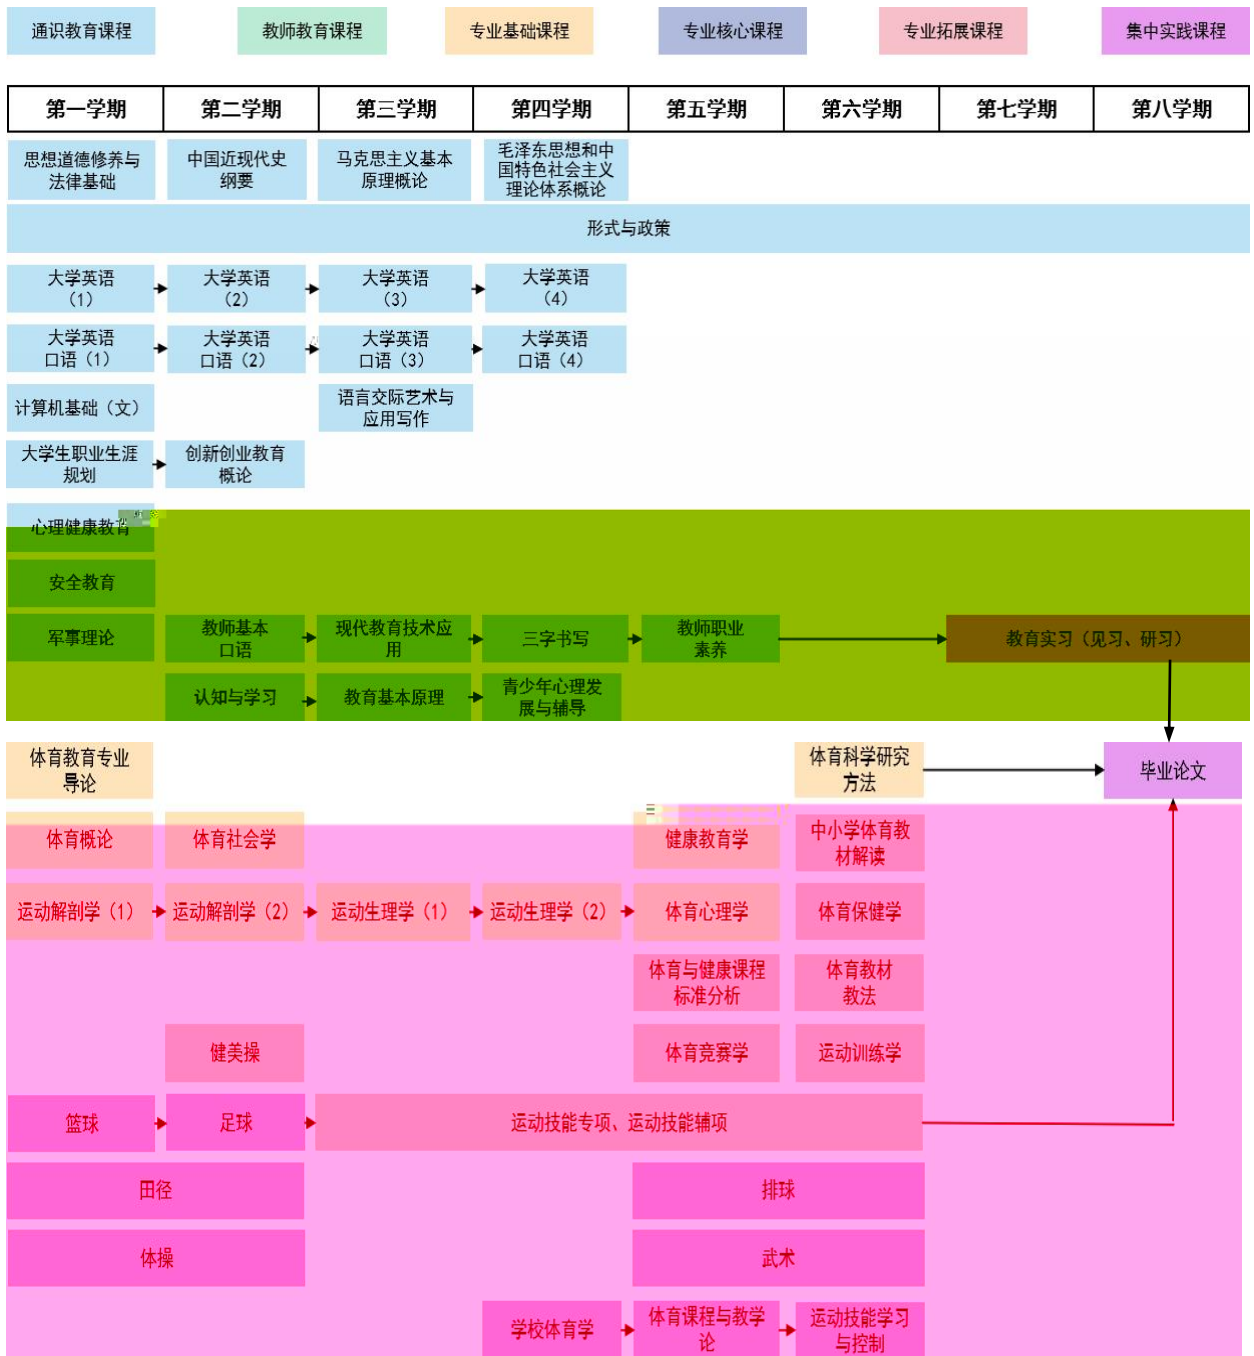 通识教育课程 教师教育课程 专业基础课程 专业核心课程 专业拓展课程 集中实践课程
第一学期 第二学期 第三学期 第四学期 第五学期 第六学期 第七学期 第八学期
思想道德修养与
法律基础
中国近现代史
纲要
马克思主义基本
原理概论
毛泽东思想和中
国特色社会主义
理论体系概论
形式与政策
大学英语
（1）
大学英语
（2）
大学英语
（3）
大学英语
（4）
大学英语
口语（1）
大学英语
口语（2）
大学英语
口语（3）
大学英语
口语（4）
计算机基础（文）
语言交际艺术与
应用写作
大学生职业生涯
规划
创新创业教育
概论
心理健康教育
安全教育
军事理论
教师基本
口语
现代教育技术应
用
三字书写
教师职业
素养
教育实习（见习、研习）
认知与学习
教育基本原理
青少年心理发
展与辅导
体育教育专业
导论
体育科学研究
方法
毕业论文
体育概论
体育社会学
健康教育学
中小学体育教
材解读
运动解剖学（1）
运动解剖学（2）
运动生理学（1）
运动生理学（2）
体育心理学
体育保健学
体育与健康课程
标准分析
体育教材
教法
健美操
体育竞赛学
运动训练学
篮球
足球
运动技能专项、运动技能辅项
田径
排球
体操
武术
学校体育学
体育课程与教学
论
运动技能学习
与控制